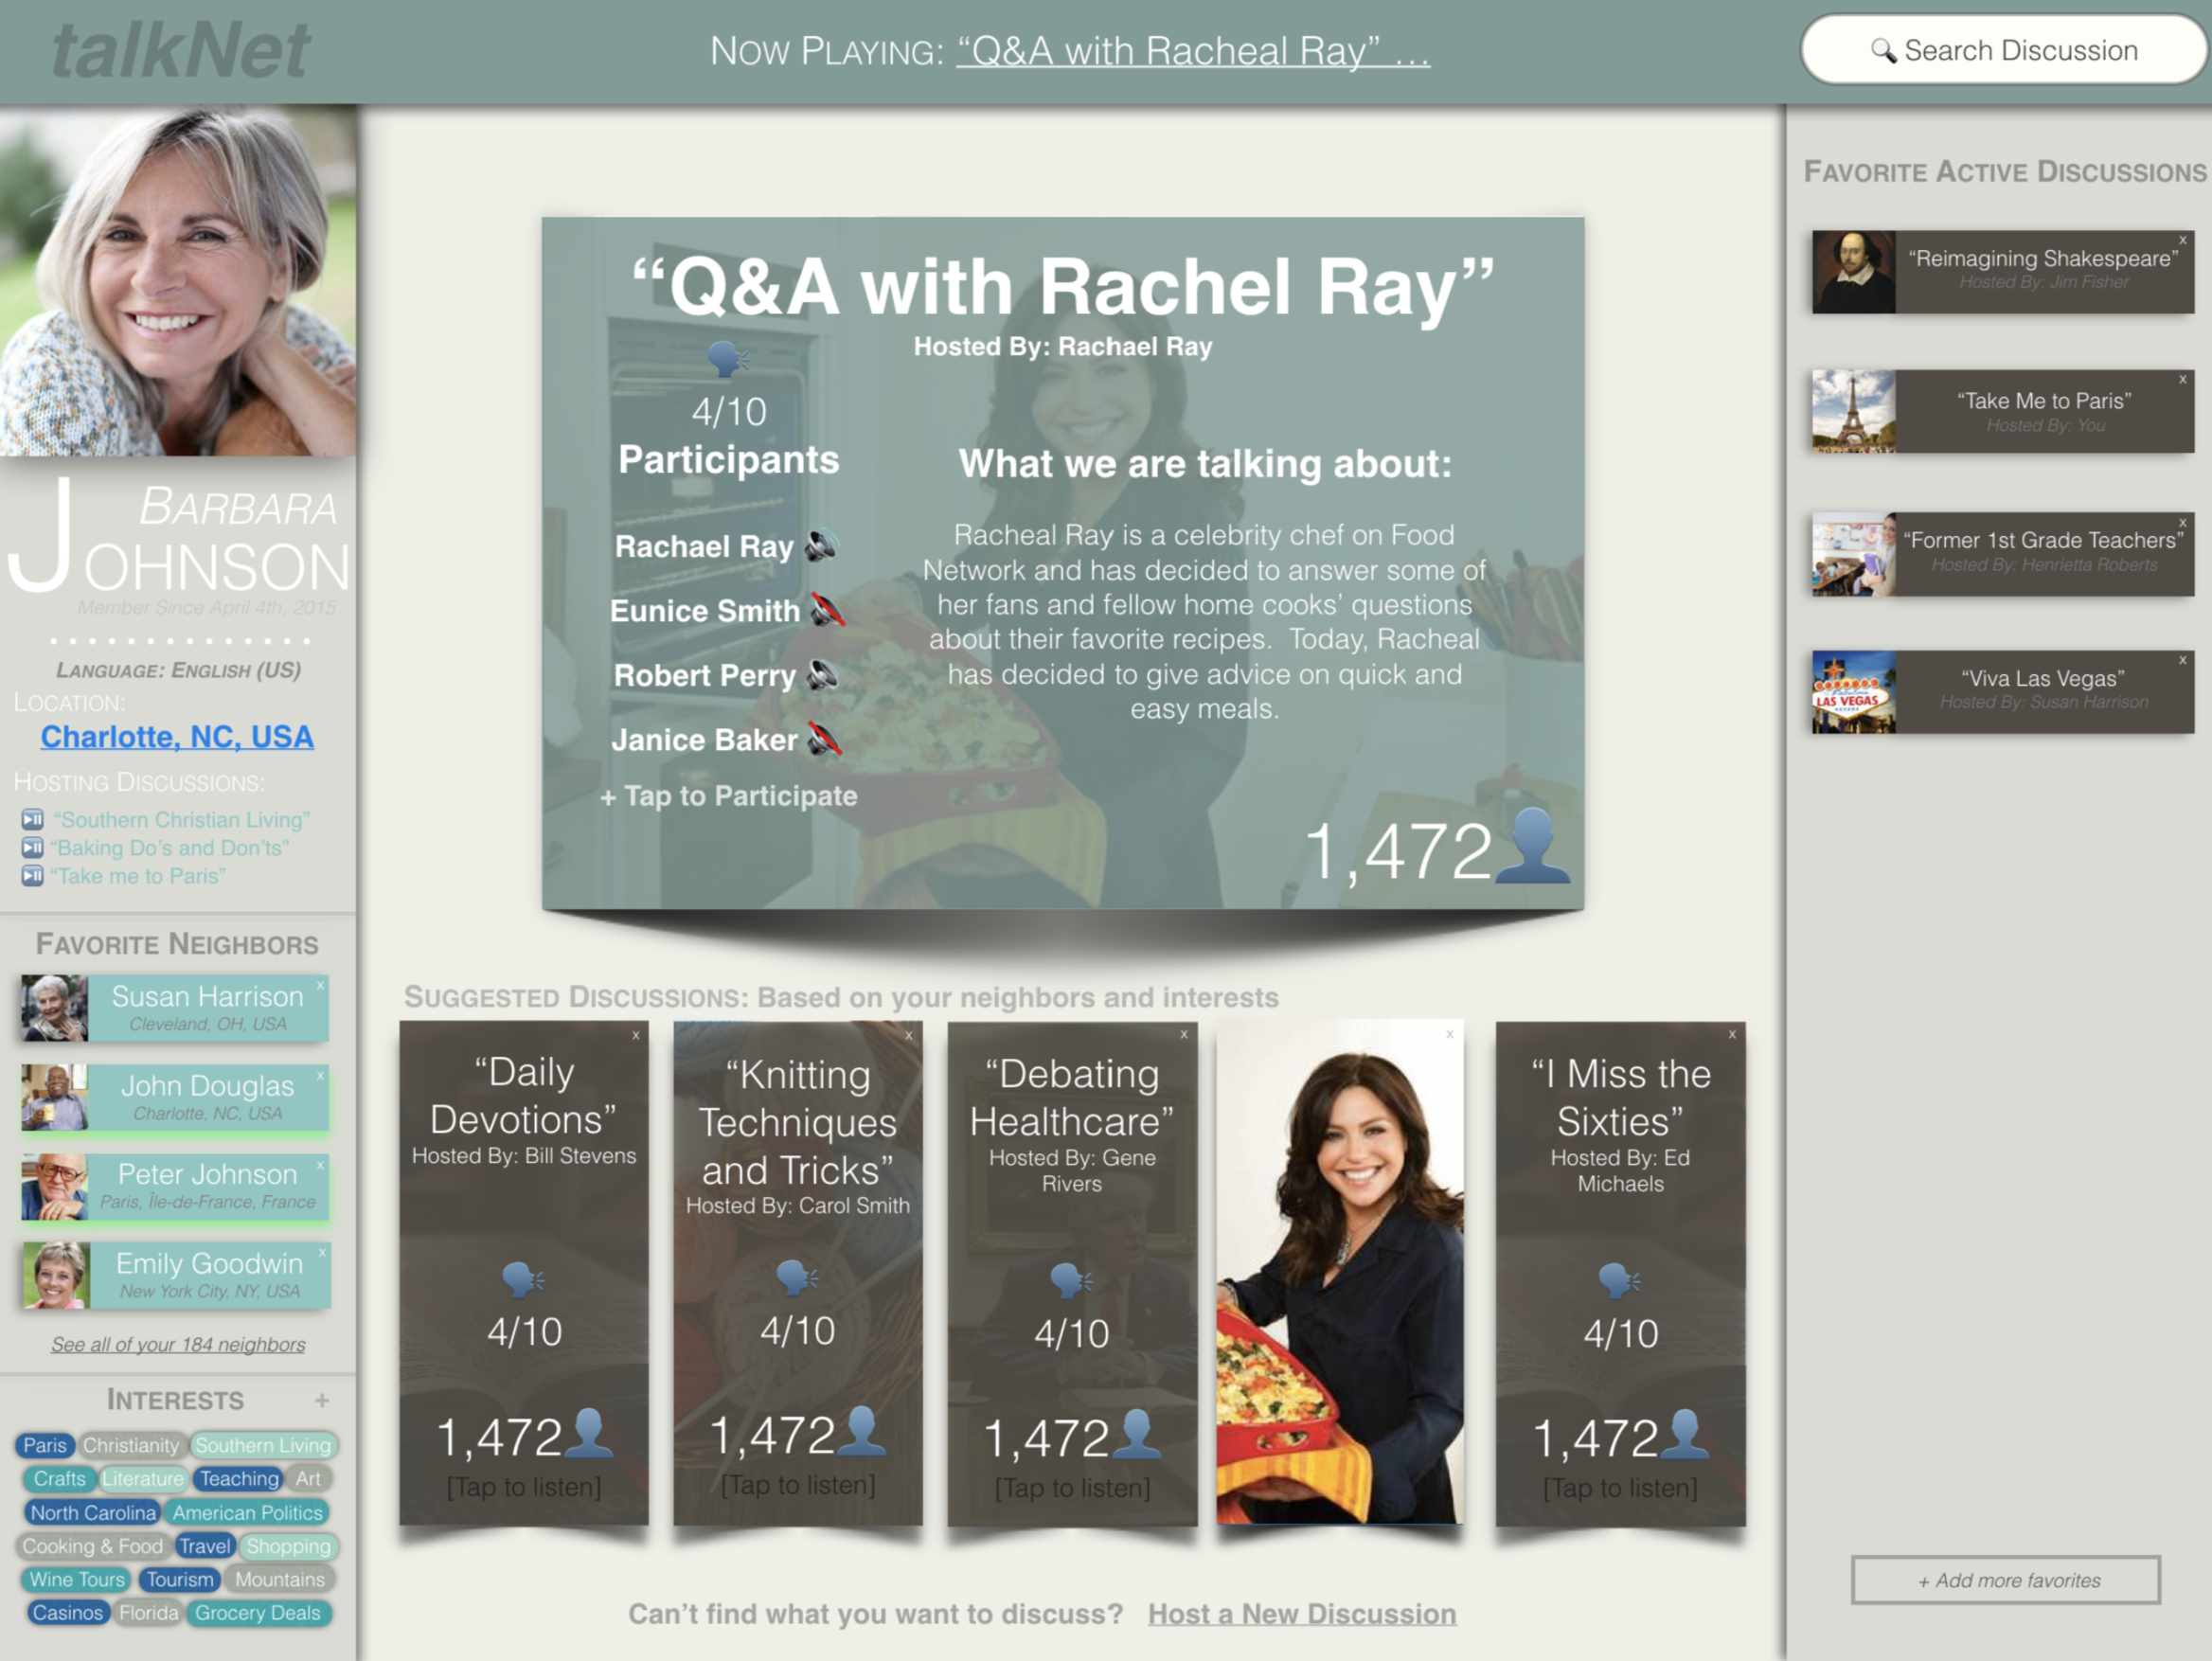 talkNet
NOW PLAYING: “Q&A with Racheal Ray” ...
Search Discussion
BARBARA
JOHNSON
Member Since April 4th, 2015
LANGUAGE: ENGLISH (US)
LOCATION:
Charlotte, NC, USA
HOSTING DISCUSSIONS:
“Southern Christian Living”
“Baking Do’s and Don’ts”
“Take me to Paris”
FAVORITE NEIGHBORS
Susan Harrison x
Cleveland, OH, USA
John Douglas x
Charlotte, NC, USA
Peter Johnson x
Paris, Île-de-France, France
Emily Goodwin x
New York City, NY, USA
See all of your 184 neighbors
INTERESTS +
Paris Christianity Southern Living
Crafts Literature Teaching Art
North Carolina American Politics
Cooking & Food Travel Shopping
Wine Tours Tourism Mountains
Casinos Florida Grocery Deals
“Q&A with Rachel Ray”
Hosted By: Rachael Ray
4/10
Participants
Rachael Ray
Eunice Smith
Robert Perry
Janice Baker
+ Tap to Participate
What we are talking about:
Racheal Ray is a celebrity chef on Food
Network and has decided to answer some of
her fans and fellow home cooks’ questions
about their favorite recipes. Today, Racheal
has decided to give advice on quick and
easy meals.
1,472
SUGGESTED DISCUSSIONS: Based on your neighbors and interests
x
“Daily
Devotions”
Hosted By: Bill Stevens
4/10
1,472
[Tap to listen]
x
“Knitting
Techniques
and Tricks”
Hosted By: Carol Smith
4/10
1,472
[Tap to listen]
x
“Debating
Healthcare”
Hosted By: Gene
Rivers
4/10
1,472
[Tap to listen]
x
x
“I Miss the
Sixties”
Hosted By: Ed
Michaels
4/10
1,472
[Tap to listen]
Can’t find what you want to discuss? Host a New Discussion
FAVORITE ACTIVE DISCUSSIONS
x
“Reimagining Shakespeare”
Hosted By: Jim Fisher
x
“Take Me to Paris”
Hosted By: You
x
“Former 1st Grade Teachers”
Hosted By: Henrietta Roberts
x
“Viva Las Vegas”
Hosted By: Susan Harrison
LAS VEGAS
+ Add more favorites